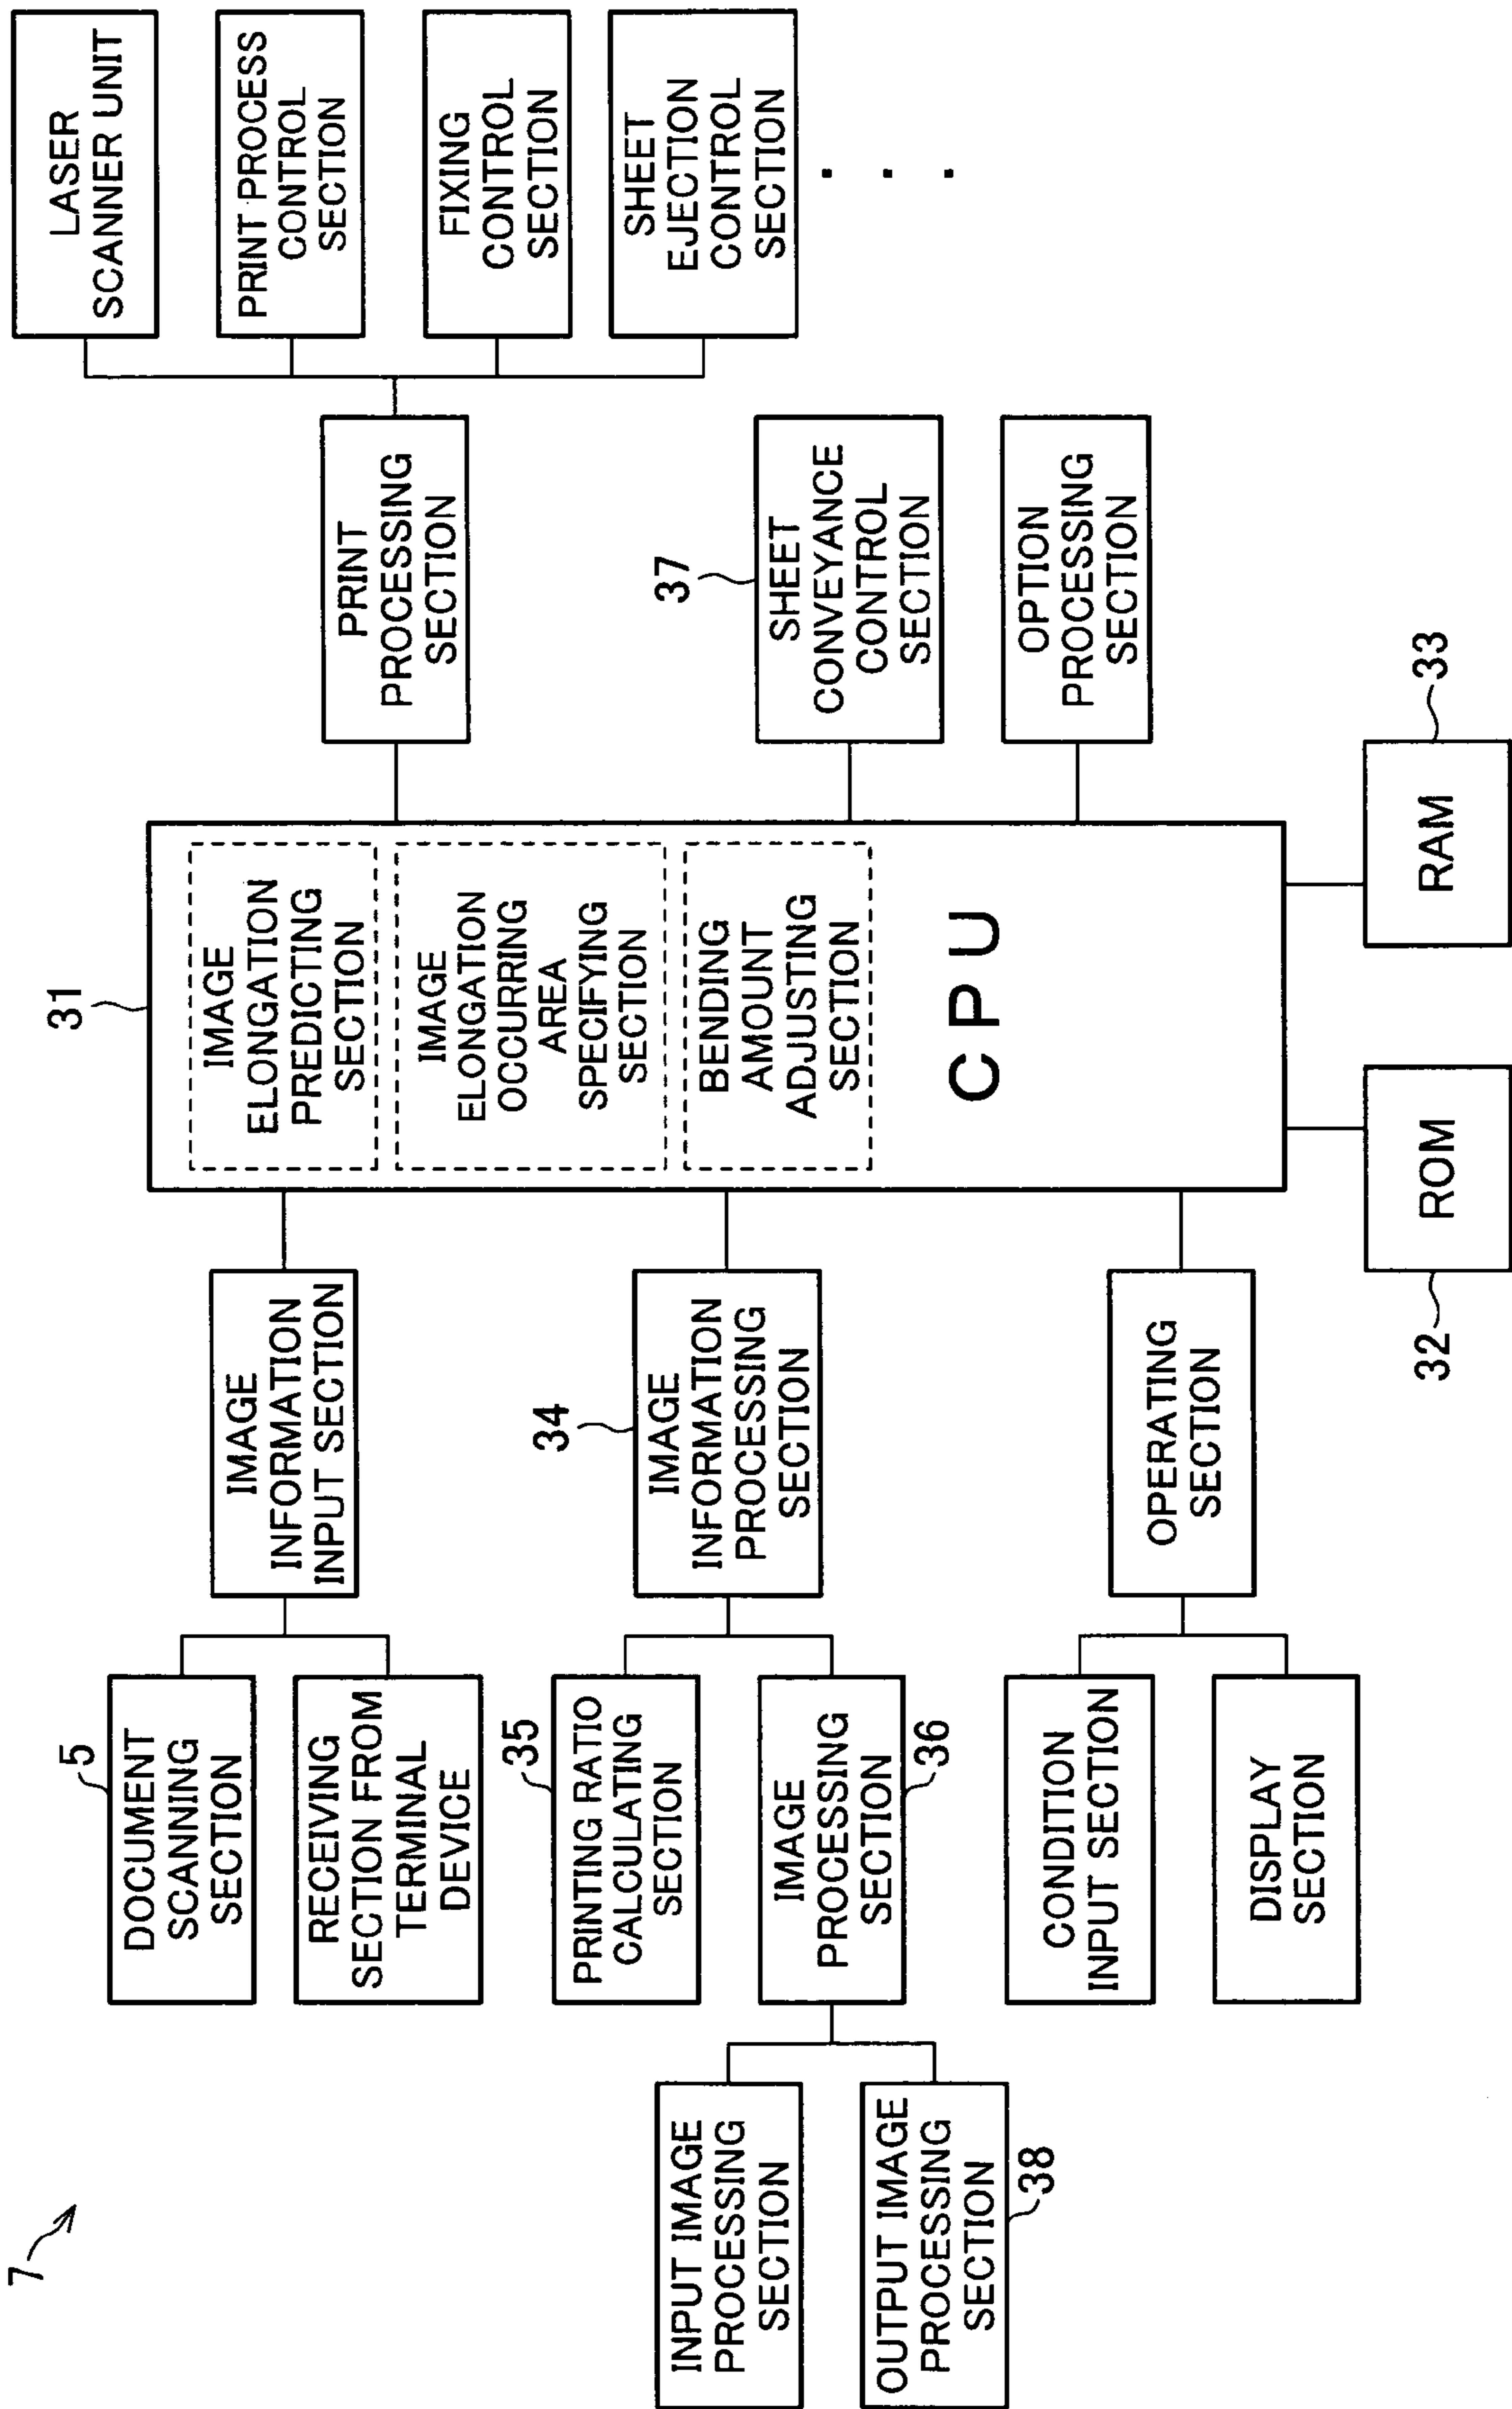 7
5
DOCUMENT
SCANNING
SECTION
RECEIVING
SECTION FROM
TERMINAL
DEVICE
IMAGE
INFORMATION
INPUT SECTION
INPUT IMAGE
PROCESSING
SECTION
OUTPUT IMAGE
PROCESSING
SECTION
38
35
PRINTING RATIO
CALCULATING
SECTION
IMAGE
PROCESSING
SECTION
36
34
IMAGE
INFORMATION
PROCESSING
SECTION
CONDITION
INPUT SECTION
DISPLAY
SECTION
OPERATING
SECTION
31
IMAGE
ELONGATION
PREDICTING
SECTION
IMAGE
ELONGATION
OCCURRING
AREA
SPECIFYING
SECTION
BENDING
AMOUNT
ADJUSTING
SECTION
CPU
ROM
32
RAM
33
PRINT
PROCESSING
SECTION
37
SHEET
CONVEYANCE
CONTROL
SECTION
OPTION
PROCESSING
SECTION
LASER
SCANNER UNIT
PRINT PROCESS
CONTROL
SECTION
FIXING
CONTROL
SECTION
SHEET
EJECTION
CONTROL
SECTION
. . .